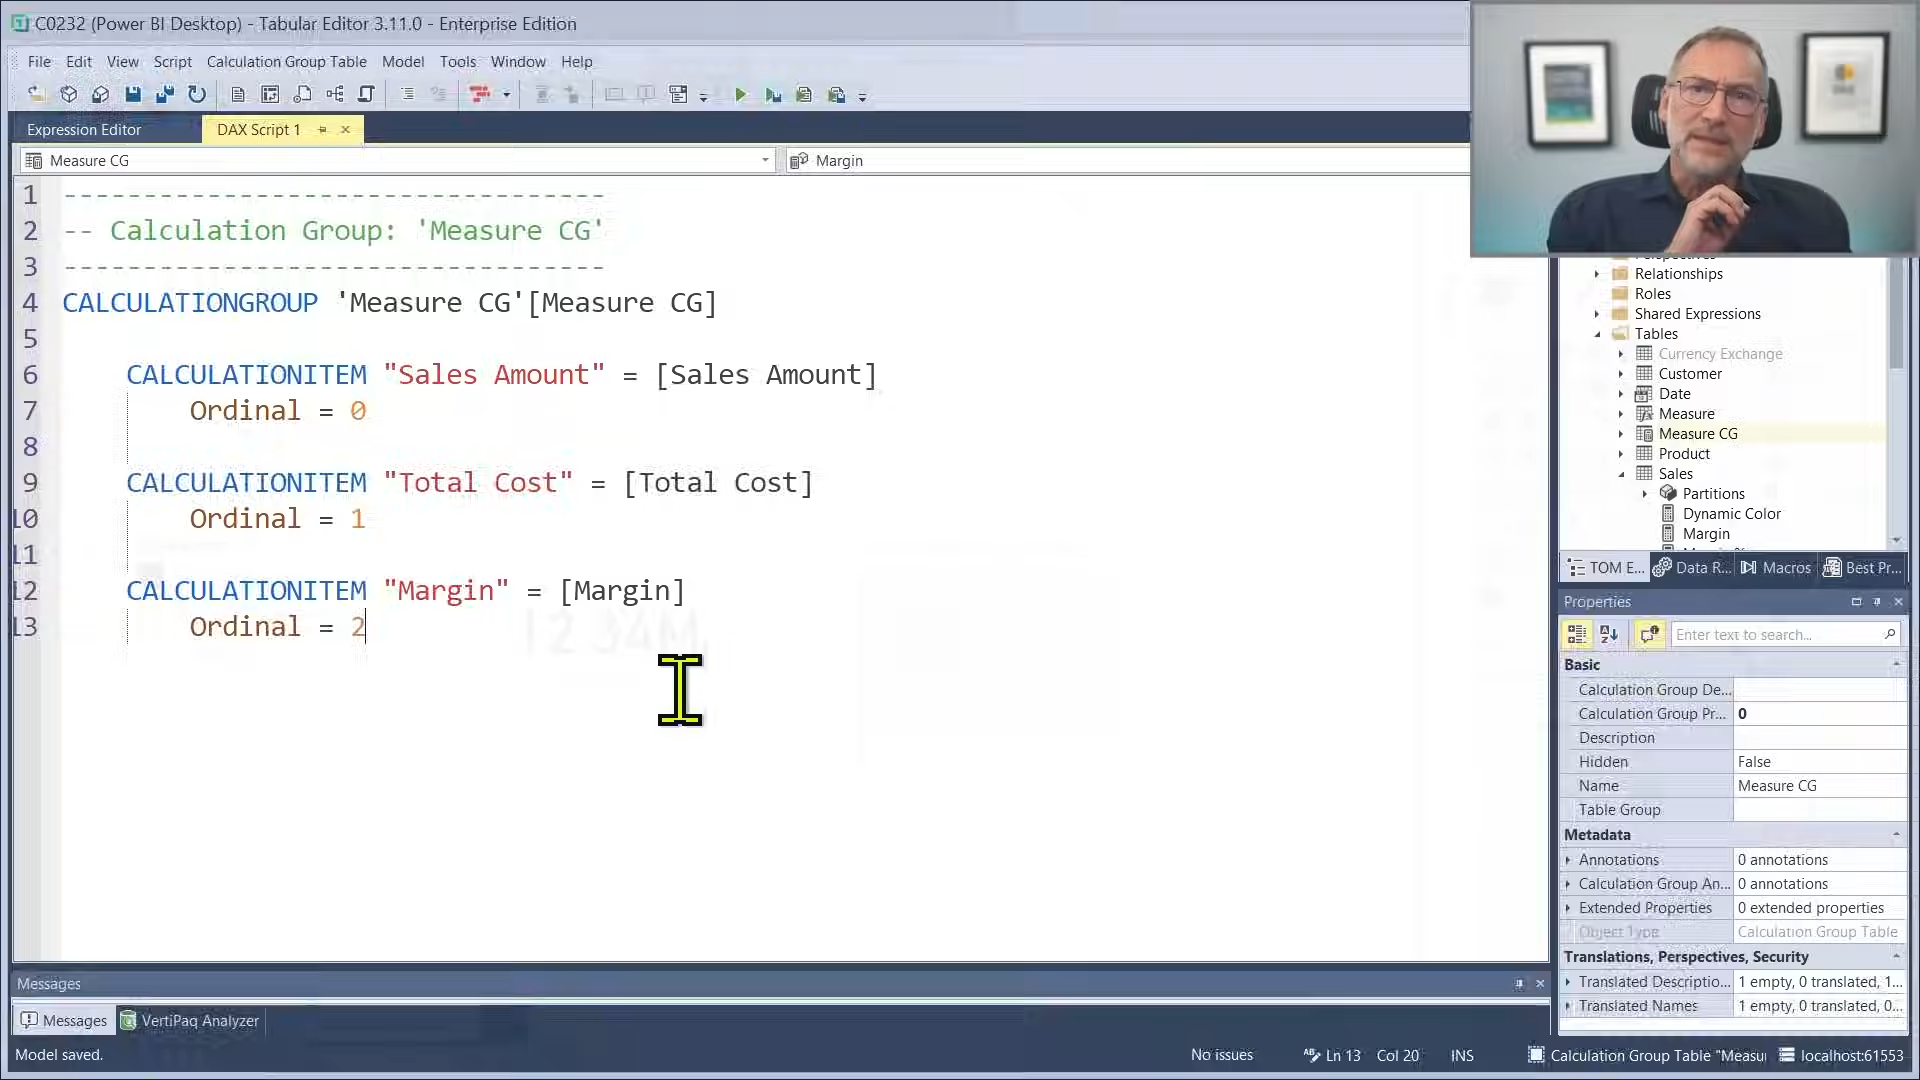 C0232 (Power BI Desktop) - Tabular Editor 3.11.0 - Enterprise Edition
File Edit View Script Calculation Group Table Model Tools Window Help
Expression Editor DAX Script 1
Measure CG Margin
1 ----------------------------------
2 -- Calculation Group: 'Measure CG'
3 ----------------------------------
4 CALCULATIONGROUP 'Measure CG'[Measure CG]
5
6 CALCULATIONITEM "Sales Amount" = [Sales Amount]
7 Ordinal = 0
8
9 CALCULATIONITEM "Total Cost" = [Total Cost]
10 Ordinal = 1
11
12 CALCULATIONITEM "Margin" = [Margin]
13 Ordinal = 2
Relationships
Roles
Shared Expressions
Tables
Currency Exchange
Customer
Date
Measure
Measure CG
Product
Sales
Partitions
Dynamic Color
Margin
TOM E... Data R... Macros Best Pr...
Properties
Enter text to search...
Basic
Calculation Group De...
Calculation Group Pr... 0
Description
Hidden False
Name Measure CG
Table Group
Metadata
Annotations 0 annotations
Calculation Group An... 0 annotations
Extended Properties 0 extended properties
Object Type Calculation Group Table
Translations, Perspectives, Security
Translated Descriptio... 1 empty, 0 translated, 1...
Translated Names 1 empty, 0 translated, 0...
Messages
Messages VertiPaq Analyzer
Model saved. No issues Ln 13 Col 20 INS Calculation Group Table "Measu localhost:61553